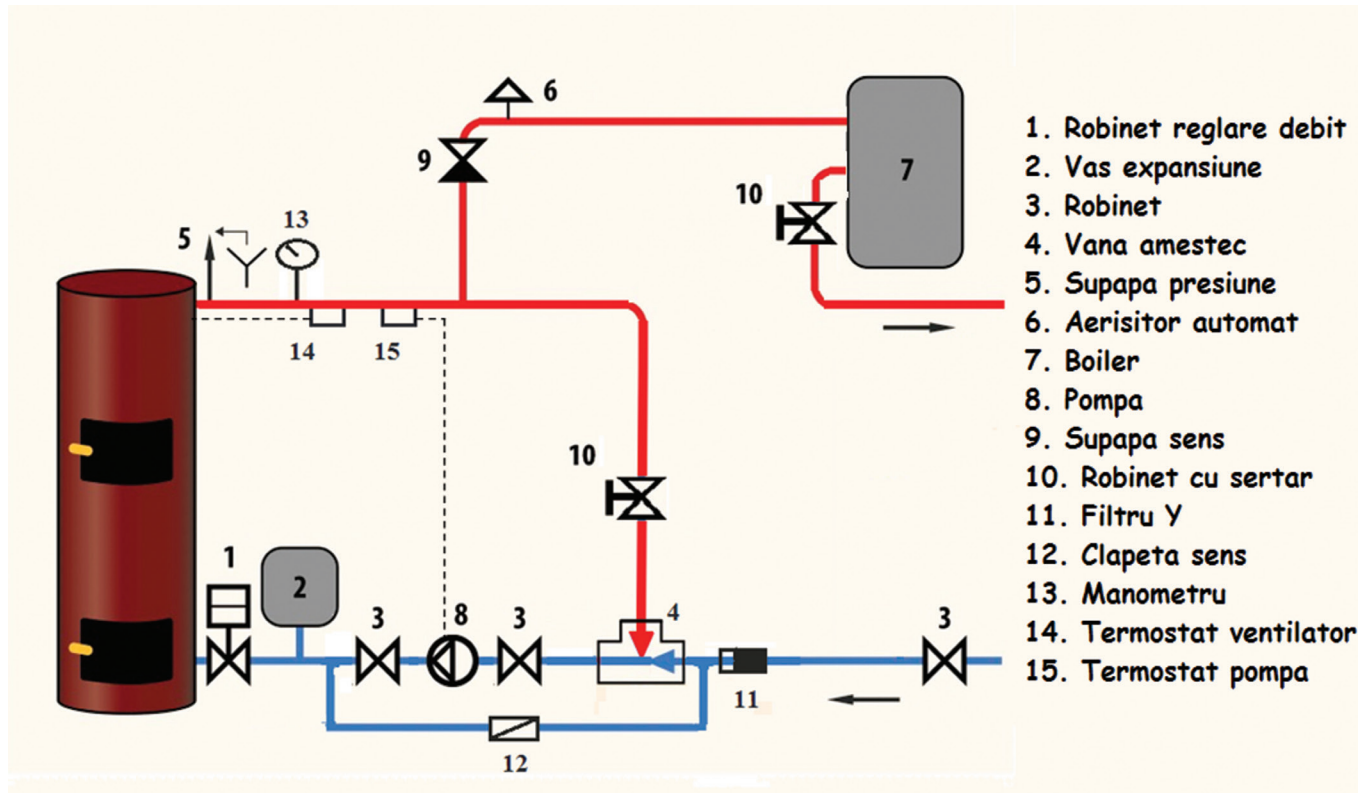 6
9
10
7
5
13
14
15
10
1
2
3
8
3
4
3
11
12
1. Robinet reglare debit
2. Vas expansiune
3. Robinet
4. Vana amestec
5. Supapa presiune
6. Aerisitor automat
7. Boiler
8. Pompa
9. Supapa sens
10. Robinet cu sertar
11. Filtru Y
12. Clapeta sens
13. Manometru
14. Termostat ventilator
15. Termostat pompa